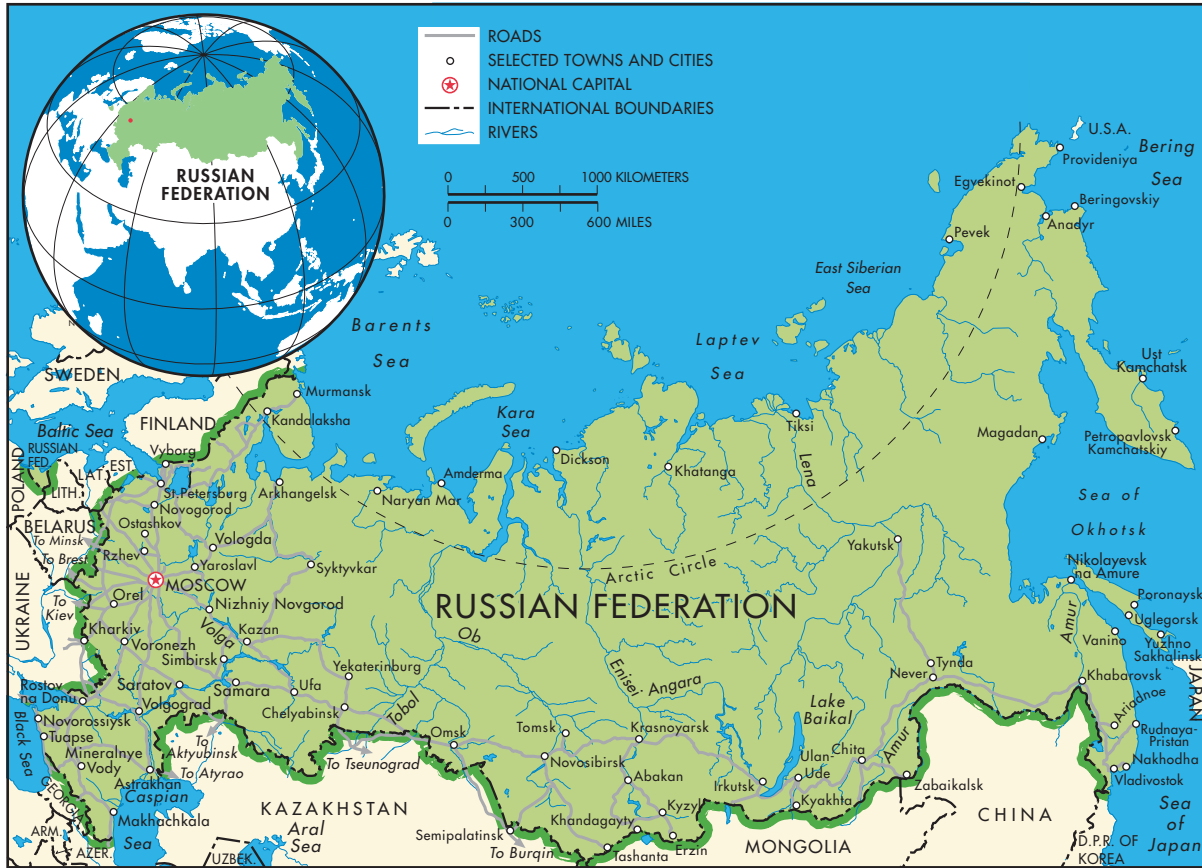 ROADS
SELECTED TOWNS AND CITIES
NATIONAL CAPITAL
INTERNATIONAL BOUNDARIES
RIVERS
0 500 1000 KILOMETERS
0 300 600 MILES
RUSSIAN
FEDERATION
U.S.A.
Bering
Sea
Provideniya
Egvekinot
Beringovskiy
Anadyr
Pevek
East Siberian
Sea
Barents
Sea
Laptev
Sea
Kara
Sea
SWEDEN
FINLAND
Baltic Sea
RUSSIAN
FED.
EST.
LAT.
LITH.
POLAND
BELARUS
UKRAINE
Murmansk
Kandalaksha
Vyborg
St.Petersburg
Novogorod
Arkhangelsk
Naryan Mar
Amderma
Dickson
Khatanga
Tiksi
Lena
Magadan
Ust
Kamchatsk
Petropavlovsk
Kamchatskiy
Sea of
Okhotsk
Ostashkov
To Minsk
To Brest
Rzhev
Vologda
Yaroslavl
Syktyvkar
MOSCOW
To
Kiev
Orel
Nizhniy Novgorod
Kharkiv
Volga
Kazan
Voronezh
Simbirsk
Yekaterinburg
Rostov
na Donu
Saratov
Samara
Ufa
Volgograd
Chelyabinsk
Tobol
Novorossiysk
Tuapse
Black Sea
Mineralnye
Vody
To
Aktyubinsk
To Atyrao
Astrakhan
Caspian
Sea
Makhachkala
GEORGIA
ARM.
AZER.
UZBEK.
Aral
Sea
KAZAKHSTAN
To Tseunograd
Arctic Circle
RUSSIAN FEDERATION
Ob
Enisei
Angara
Yakutsk
Nikolayevsk
na Amure
Poronaysk
Uglegorsk
Amur
Vanino
Yuzhno
Sakhalinsk
JAPAN
Tynda
Never
Khabarovsk
Ariadnoe
Rudnaya-
Pristan
Nakhodha
Vladivostok
Sea
of
Japan
D.P.R. OF
KOREA
Omsk
Tomsk
Krasnoyarsk
Novosibirsk
Abakan
Lake
Baikal
Ulan-
Ude
Chita
Amur
Irkutsk
Kyakhta
Zabaikalsk
Kyzyl
Khandagayty
Semipalatinsk
To Burqin
Tashanta
Erzin
MONGOLIA
CHINA